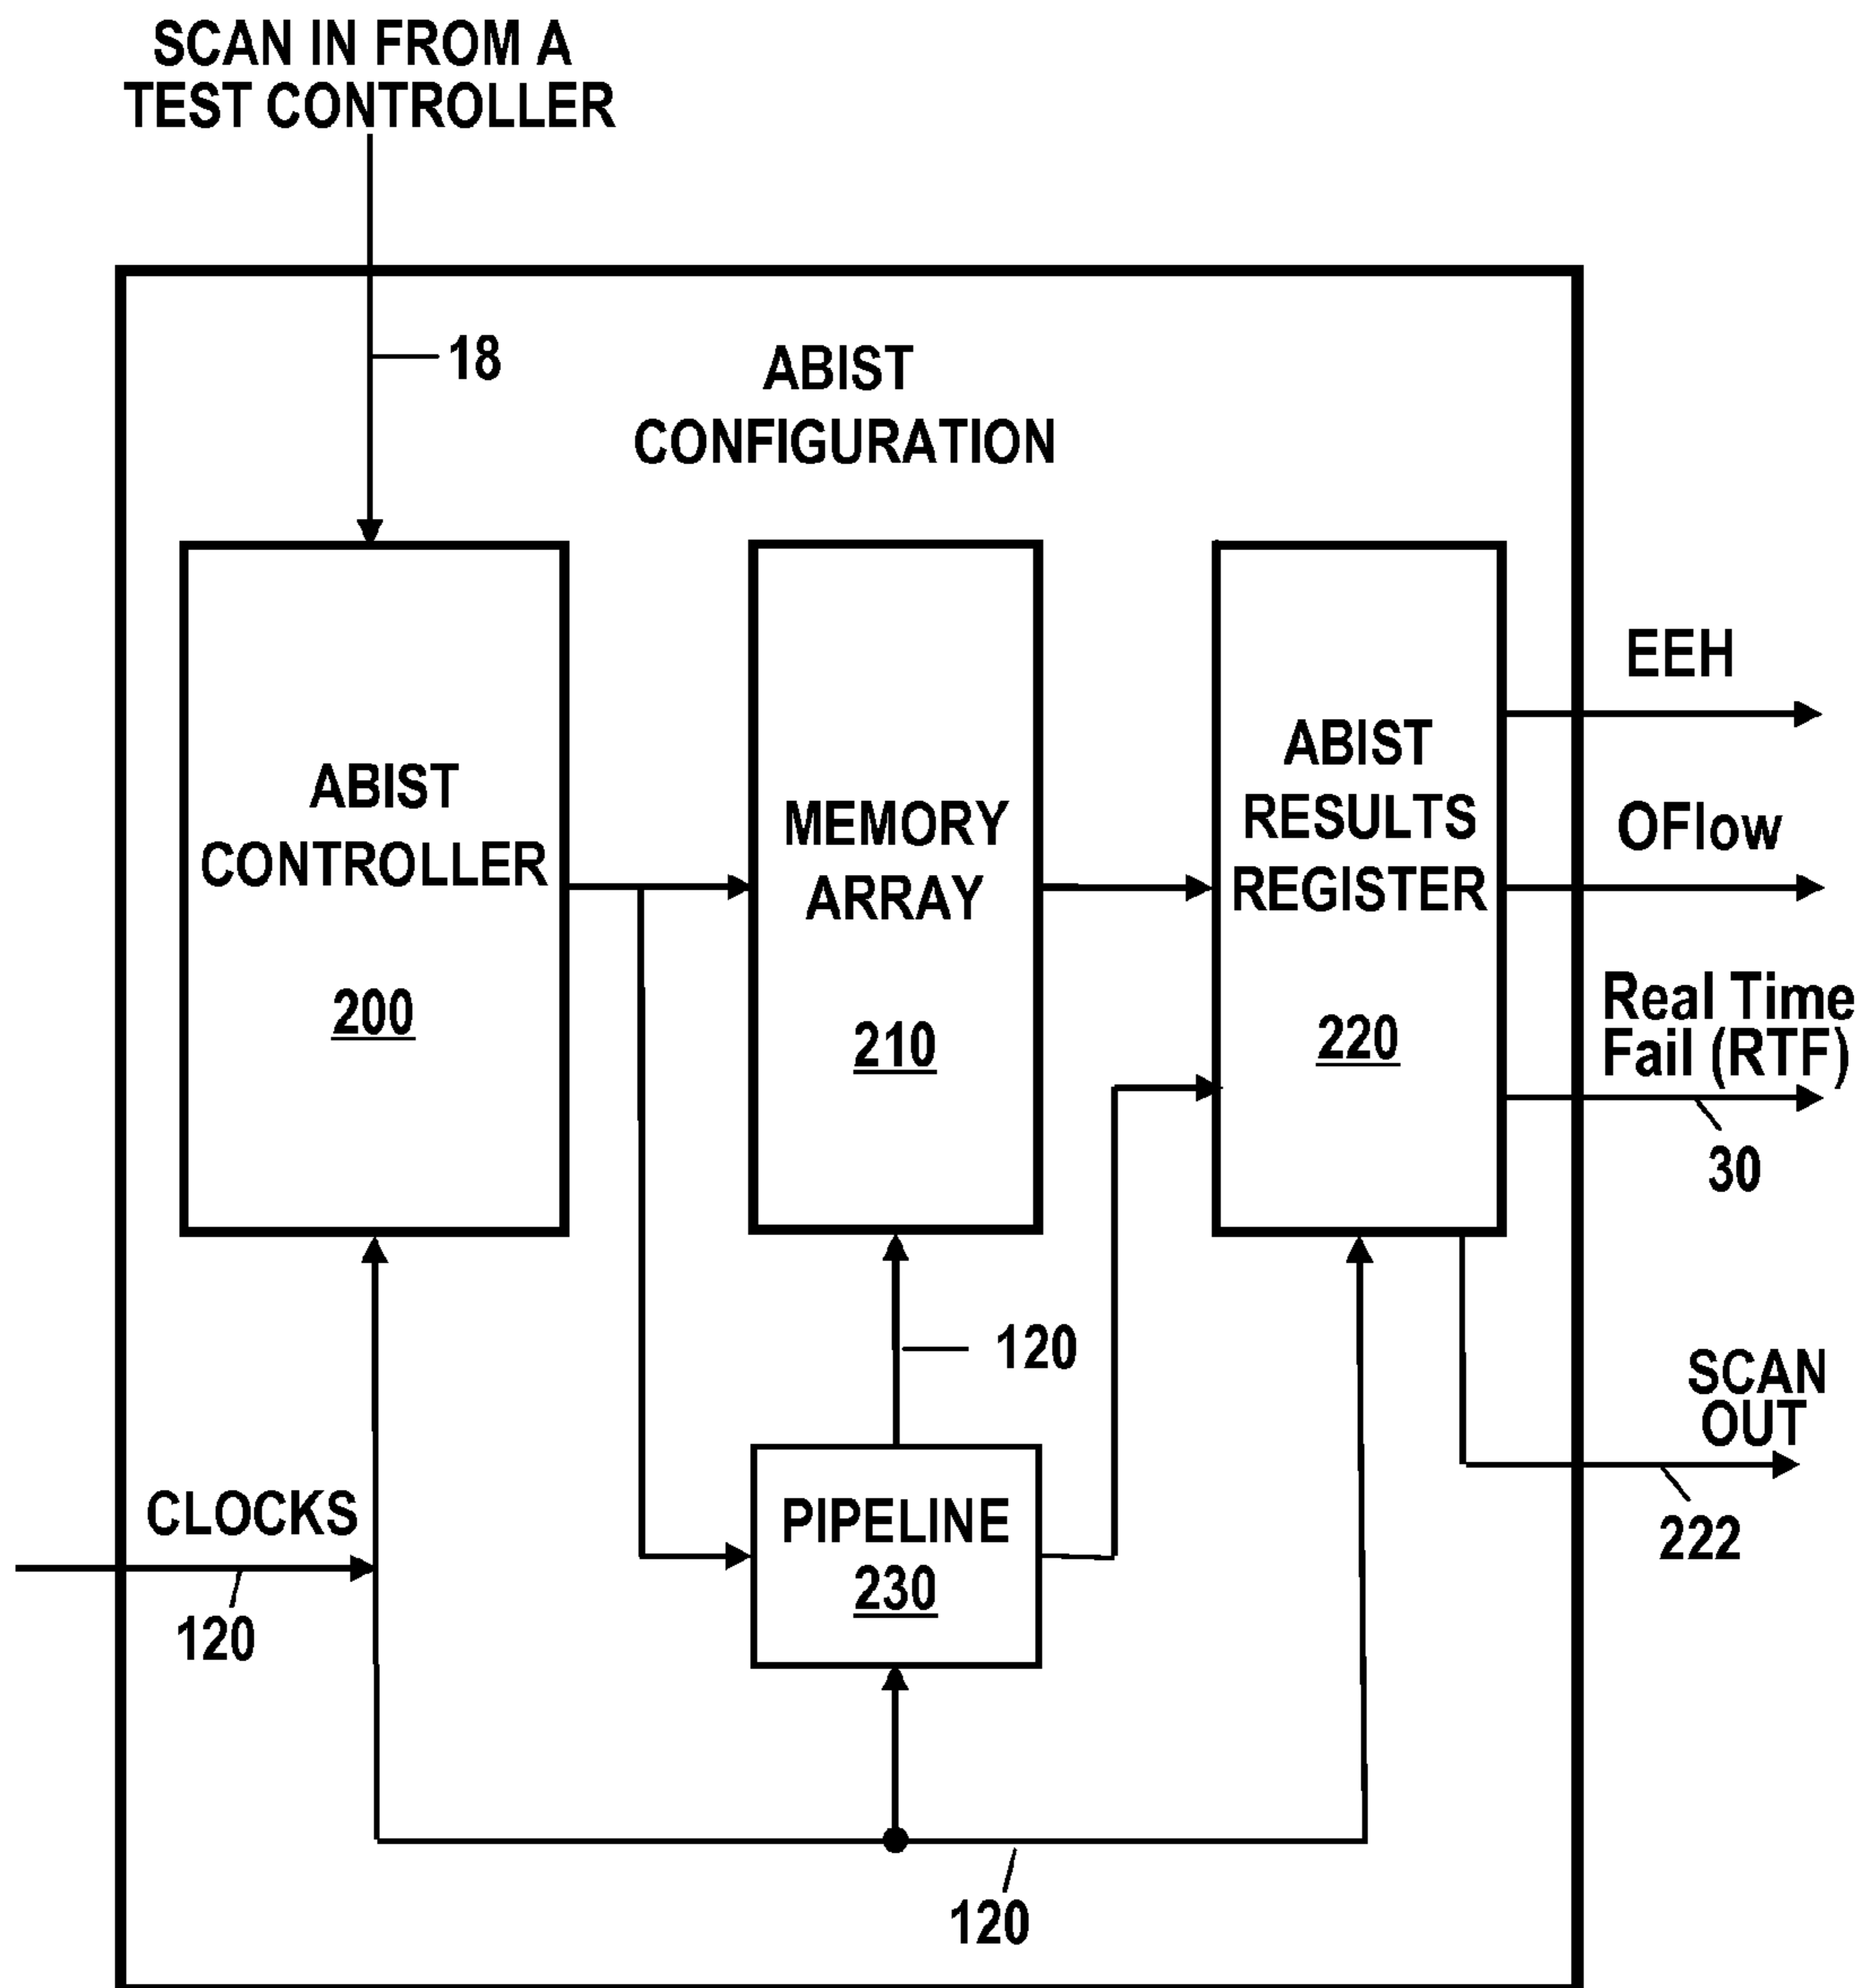 SCAN IN FROM A
TEST CONTROLLER
18
ABIST
CONFIGURATION
ABIST
CONTROLLER
200
MEMORY
ARRAY
210
ABIST
RESULTS
REGISTER
220
EEH
OFlow
Real Time
Fail (RTF)
30
120
SCAN
OUT
222
CLOCKS
120
PIPELINE
230
120